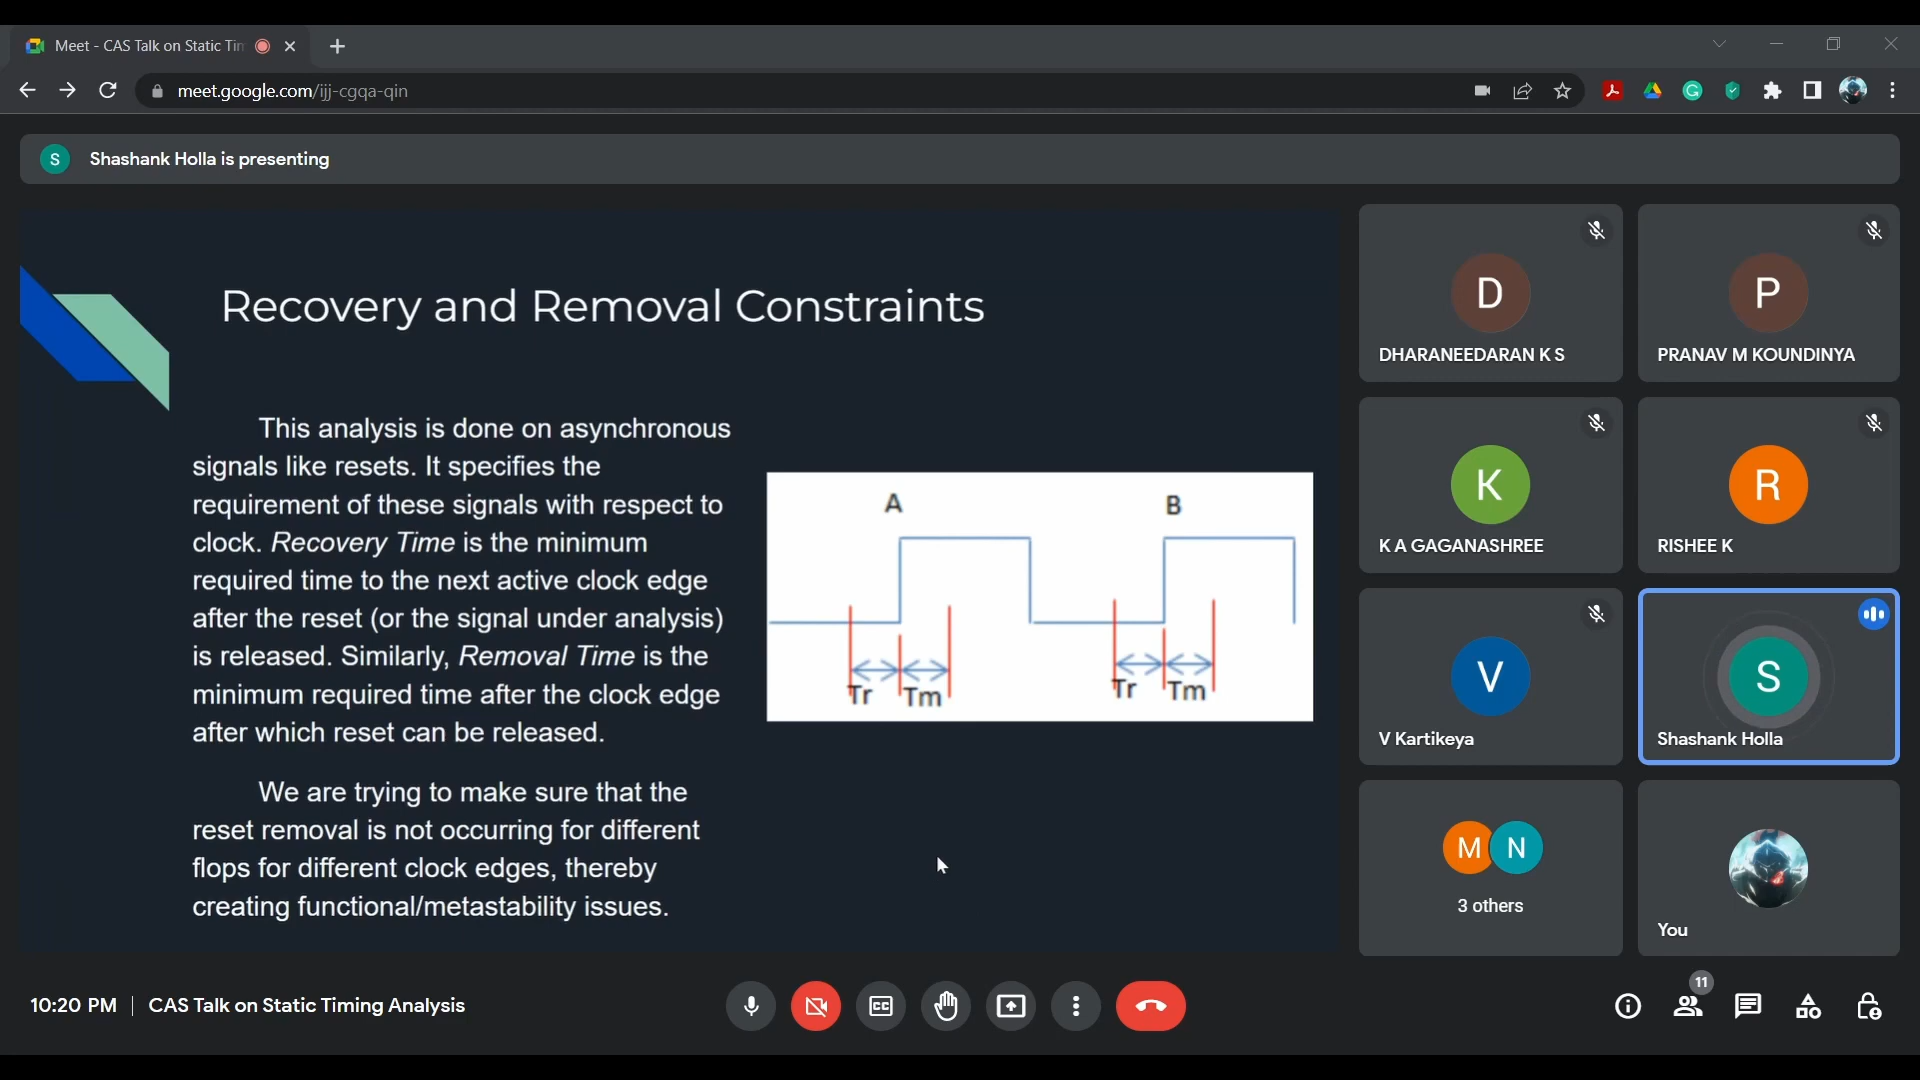 Meet - CAS Talk on Static Tim
meet.google.com/ijj-cgqa-qin
S
Shashank Holla is presenting
Recovery and Removal Constraints
This analysis is done on asynchronous
signals like resets. It specifies the
requirement of these signals with respect to
clock. Recovery Time is the minimum
required time to the next active clock edge
after the reset (or the signal under analysis)
is released. Similarly, Removal Time is the
minimum required time after the clock edge
after which reset can be released.
We are trying to make sure that the
reset removal is not occurring for different
flops for different clock edges, thereby
creating functional/metastability issues.
A B
Tr Tm Tr Tm
D
DHARANEEDARAN K S
P
PRANAV M KOUNDINYA
K
K A GAGANASHREE
R
RISHEE K
V
V Kartikeya
S
Shashank Holla
M N
3 others
You
10:20 PM | CAS Talk on Static Timing Analysis
CC
11